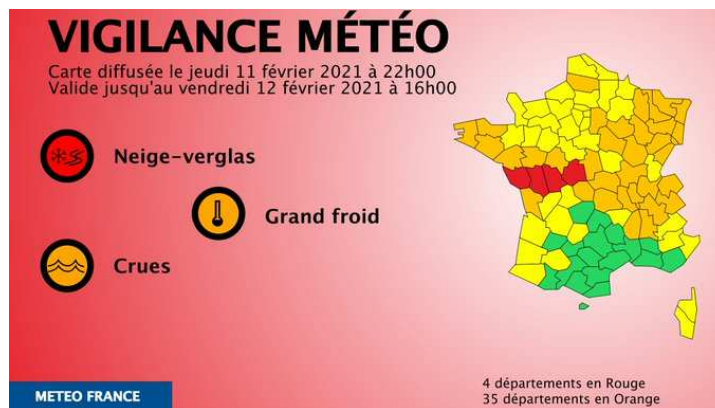 VIGILANCE MÉTÉO
Carte diffusée le jeudi 11 février 2021 à 22h00
Valide jusqu'au vendredi 12 février 2021 à 16h00
Neige-verglas
Grand froid
Crues
METEO FRANCE
4 départements en Rouge
35 départements en Orange